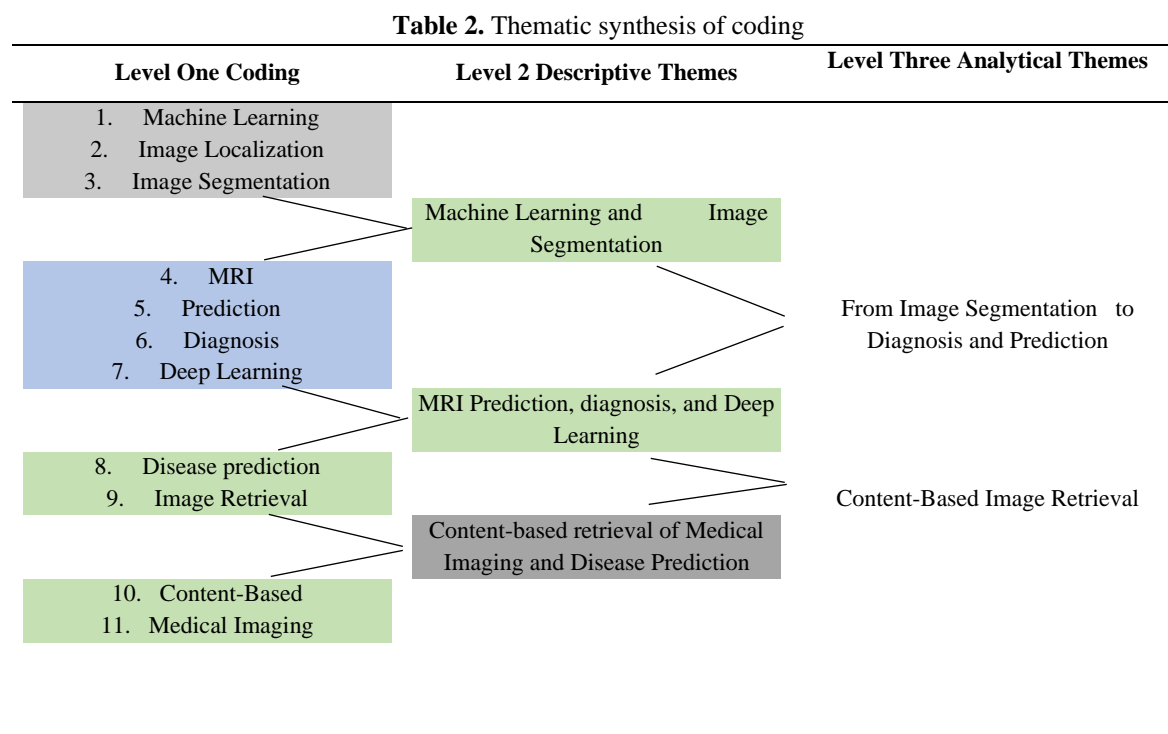 Table 2. Thematic synthesis of coding
Level One Coding
Level 2 Descriptive Themes
Level Three Analytical Themes
1. Machine Learning
2. Image Localization
3. Image Segmentation
Machine Learning and Image
Segmentation
4. MRI
5. Prediction
6. Diagnosis
7. Deep Learning
From Image Segmentation to
Diagnosis and Prediction
MRI Prediction, diagnosis, and Deep
Learning
8. Disease prediction
9. Image Retrieval
Content-Based Image Retrieval
Content-based retrieval of Medical
Imaging and Disease Prediction
10. Content-Based
11. Medical Imaging